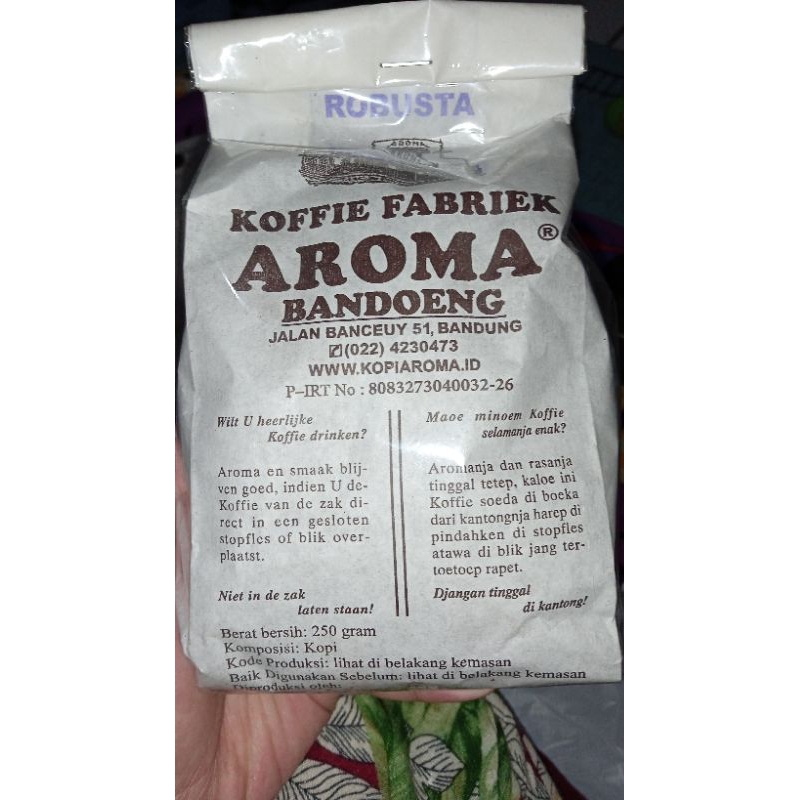 ROBUSTA
AROMA
KOFFIE FABRIEK
AROMA®
BANDOENG
JALAN BANCEUY 51, BANDUNG
✆(022) 4230473
WWW.KOPIAROMA.ID
P–IRT No : 8083273040032-26
Wilt U heerlijke
Koffie drinken?
Aroma en smaak blij-
ven goed, indien U de-
Koffie van de zak di-
rect in een gesloten
stopfles of blik over-
plaatst.
Niet in de zak
laten staan!
Maoe minoem Koffie
selamanja enak?
Aromanja dan rasanja
tinggal tetep, kaloe ini
Koffie soeda di boeka
dari kantongnja harep di
pindahken di stopfles
atawa di blik jang ter-
toetoep rapet.
Djangan tinggal
di kantong!
Berat bersih: 250 gram
Komposisi: Kopi
Kode Produksi: lihat di belakang kemasan
Baik Digunakan Sebelum: lihat di belakang kemasan
Diproduksi oleh: